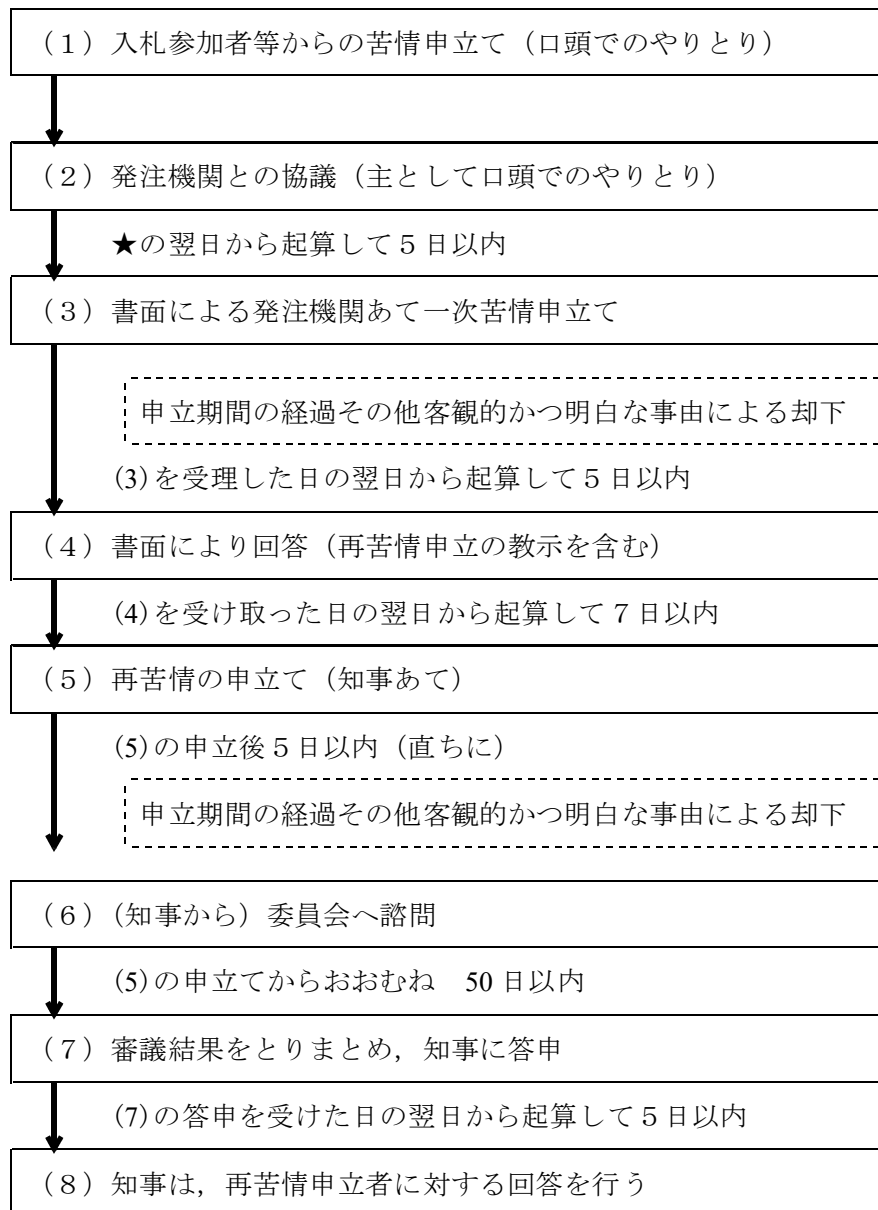 （１）入札参加者等からの苦情申立て（口頭でのやりとり）
（２）発注機関との協議（主として口頭でのやりとり）
★の翌日から起算して５日以内
（３）書面による発注機関あて一次苦情申立て
申立期間の経過その他客観的かつ明白な事由による却下
(3)を受理した日の翌日から起算して５日以内
（４）書面により回答（再苦情申立の教示を含む）
(4)を受け取った日の翌日から起算して７日以内
（５）再苦情の申立て（知事あて）
(5)の申立後５日以内（直ちに）
申立期間の経過その他客観的かつ明白な事由による却下
（６）（知事から）委員会へ諮問
(5)の申立てからおおむね　50 日以内
（７）審議結果をとりまとめ，知事に答申
(7)の答申を受けた日の翌日から起算して５日以内
（８）知事は，再苦情申立者に対する回答を行う